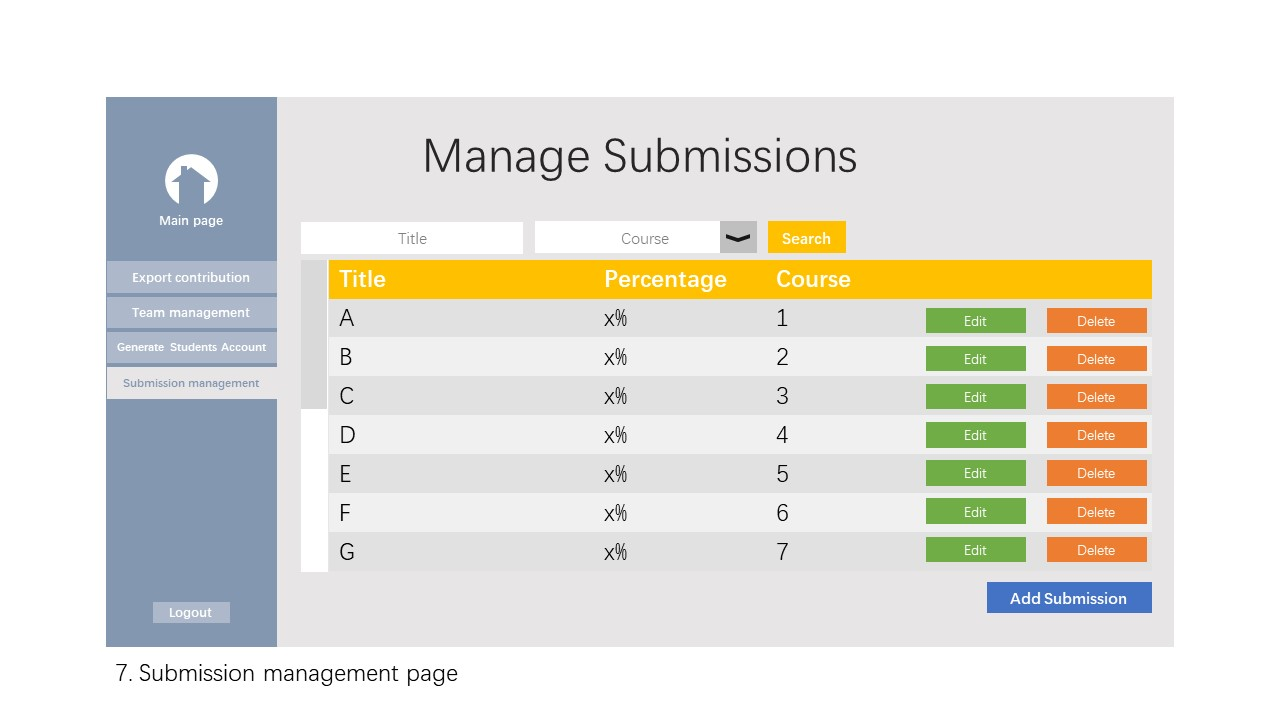 Manage Submissions
Main page
Export contribution
Team management
Generate Students Account
Submission management
Logout
Title Course Search
Title Percentage Course
A x% 1 Edit Delete
B x% 2 Edit Delete
C x% 3 Edit Delete
D x% 4 Edit Delete
E x% 5 Edit Delete
F x% 6 Edit Delete
G x% 7 Edit Delete
Add Submission
7. Submission management page